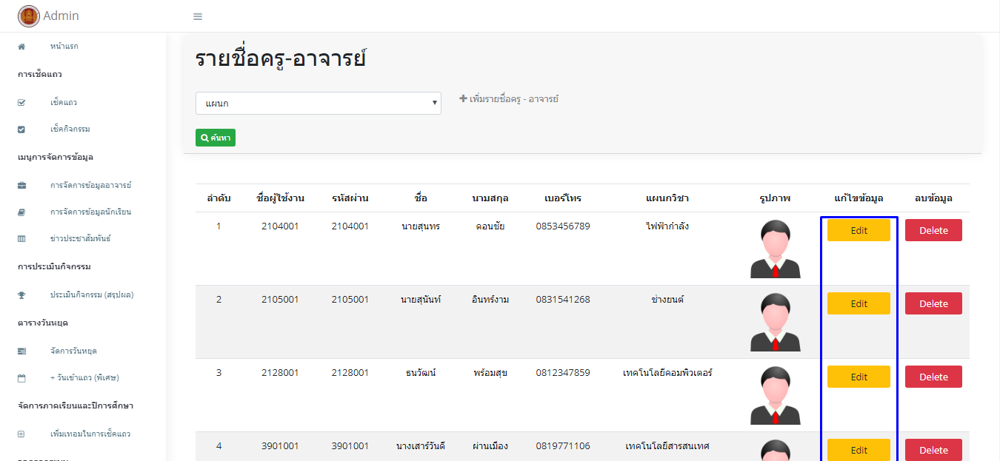 Admin
หน้าแรก
การเช็คแถว
เช็คแถว
เช็คกิจกรรม
เมนูการจัดการข้อมูล
การจัดการข้อมูลอาจารย์
การจัดการข้อมูลนักเรียน
ข่าวประชาสัมพันธ์
การประเมินกิจกรรม
ประเมินกิจกรรม (สรุปผล)
ตารางวันหยุด
จัดการวันหยุด
+ วันเข้าแถว (พิเศษ)
จัดการภาคเรียนและปีการศึกษา
เพิ่มเทอมในการเช็คแถว
รายชื่อครู-อาจารย์
แผนก
เพิ่มรายชื่อครู - อาจารย์
ค้นหา
ลำดับ ชื่อผู้ใช้งาน รหัสผ่าน ชื่อ นามสกุล เบอร์โทร แผนกวิชา รูปภาพ แก้ไขข้อมูล ลบข้อมูล
1 2104001 2104001 นายสุนทร ดอนชัย 0853456789 ไฟฟ้ากำลัง Edit Delete
2 2105001 2105001 นายสุนันท์ อินทร์งาม 0831541268 ช่างยนต์ Edit Delete
3 2128001 2128001 ธนวัฒน์ พร้อมสุข 0812347859 เทคโนโลยีคอมพิวเตอร์ Edit Delete
4 3901001 3901001 นางเสาร์วันดี ผ่านเมือง 0819771106 เทคโนโลยีสารสนเทศ Edit Delete